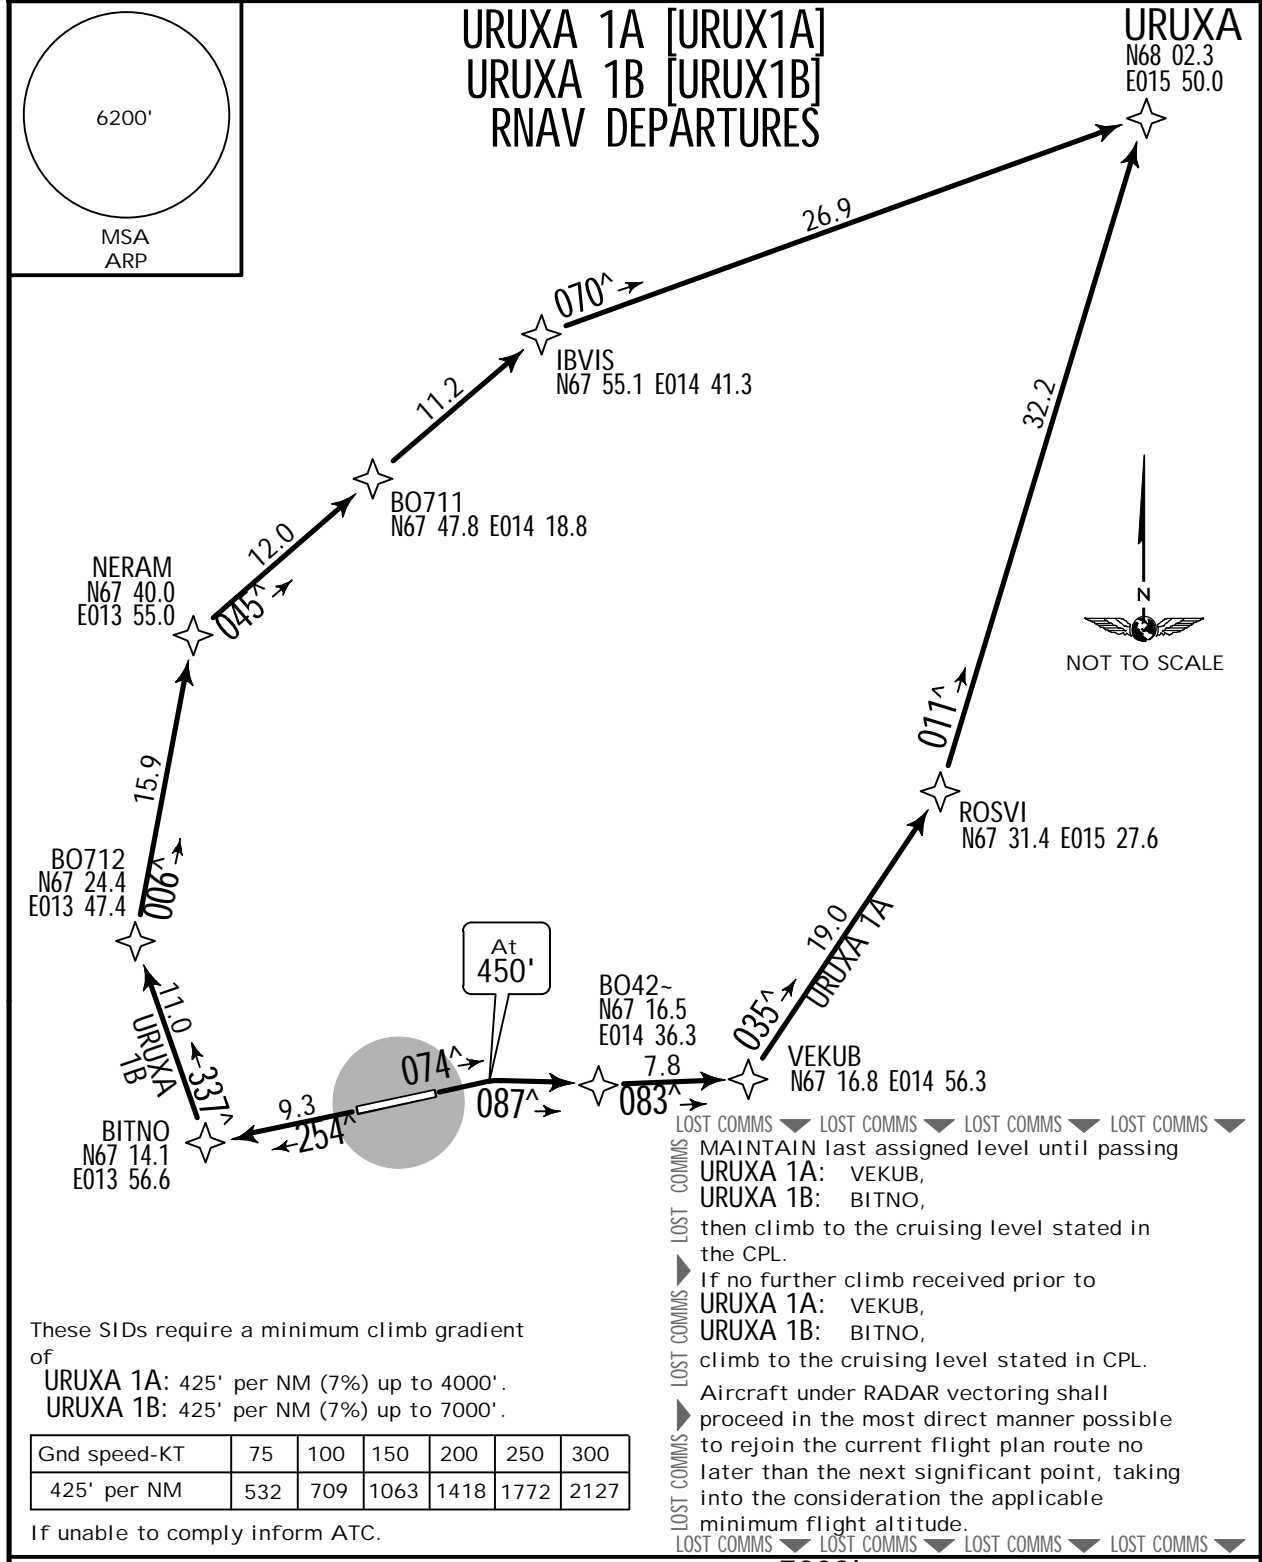 URUXA 1A [URUX1A]
URUXA 1B [URUX1B]
RNAV DEPARTURES
6200'
MSA
ARP
URUXA
N68 02.3
E015 50.0
26.9
070^
IBVIS
N67 55.1 E014 41.3
11.2
32.2
BO711
N67 47.8 E014 18.8
12.0
045^
NERAM
N67 40.0
E013 55.0
N
NOT TO SCALE
15.9
006^
011^
ROSVI
N67 31.4 E015 27.6
BO712
N67 24.4
E013 47.4
19.0
URUXA 1A
035^
At
450'
BO42~
N67 16.5
E014 36.3
11.0
URUXA
1B
337^
074^
087^
7.8
083^
VEKUB
N67 16.8 E014 56.3
9.3
254^
BITNO
N67 14.1
E013 56.6
LOST COMMS LOST COMMS LOST COMMS LOST COMMS
LOST COMMS
LOST COMMS
LOST COMMS
MAINTAIN last assigned level until passing
URUXA 1A: VEKUB,
URUXA 1B: BITNO,
then climb to the cruising level stated in
the CPL.
If no further climb received prior to
URUXA 1A: VEKUB,
URUXA 1B: BITNO,
climb to the cruising level stated in CPL.
Aircraft under RADAR vectoring shall
proceed in the most direct manner possible
to rejoin the current flight plan route no
later than the next significant point, taking
into the consideration the applicable
minimum flight altitude.
LOST COMMS LOST COMMS LOST COMMS LOST COMMS
These SIDs require a minimum climb gradient
of
URUXA 1A: 425' per NM (7%) up to 4000'.
URUXA 1B: 425' per NM (7%) up to 7000'.
Gnd speed-KT 75 100 150 200 250 300
425' per NM 532 709 1063 1418 1772 2127
If unable to comply inform ATC.